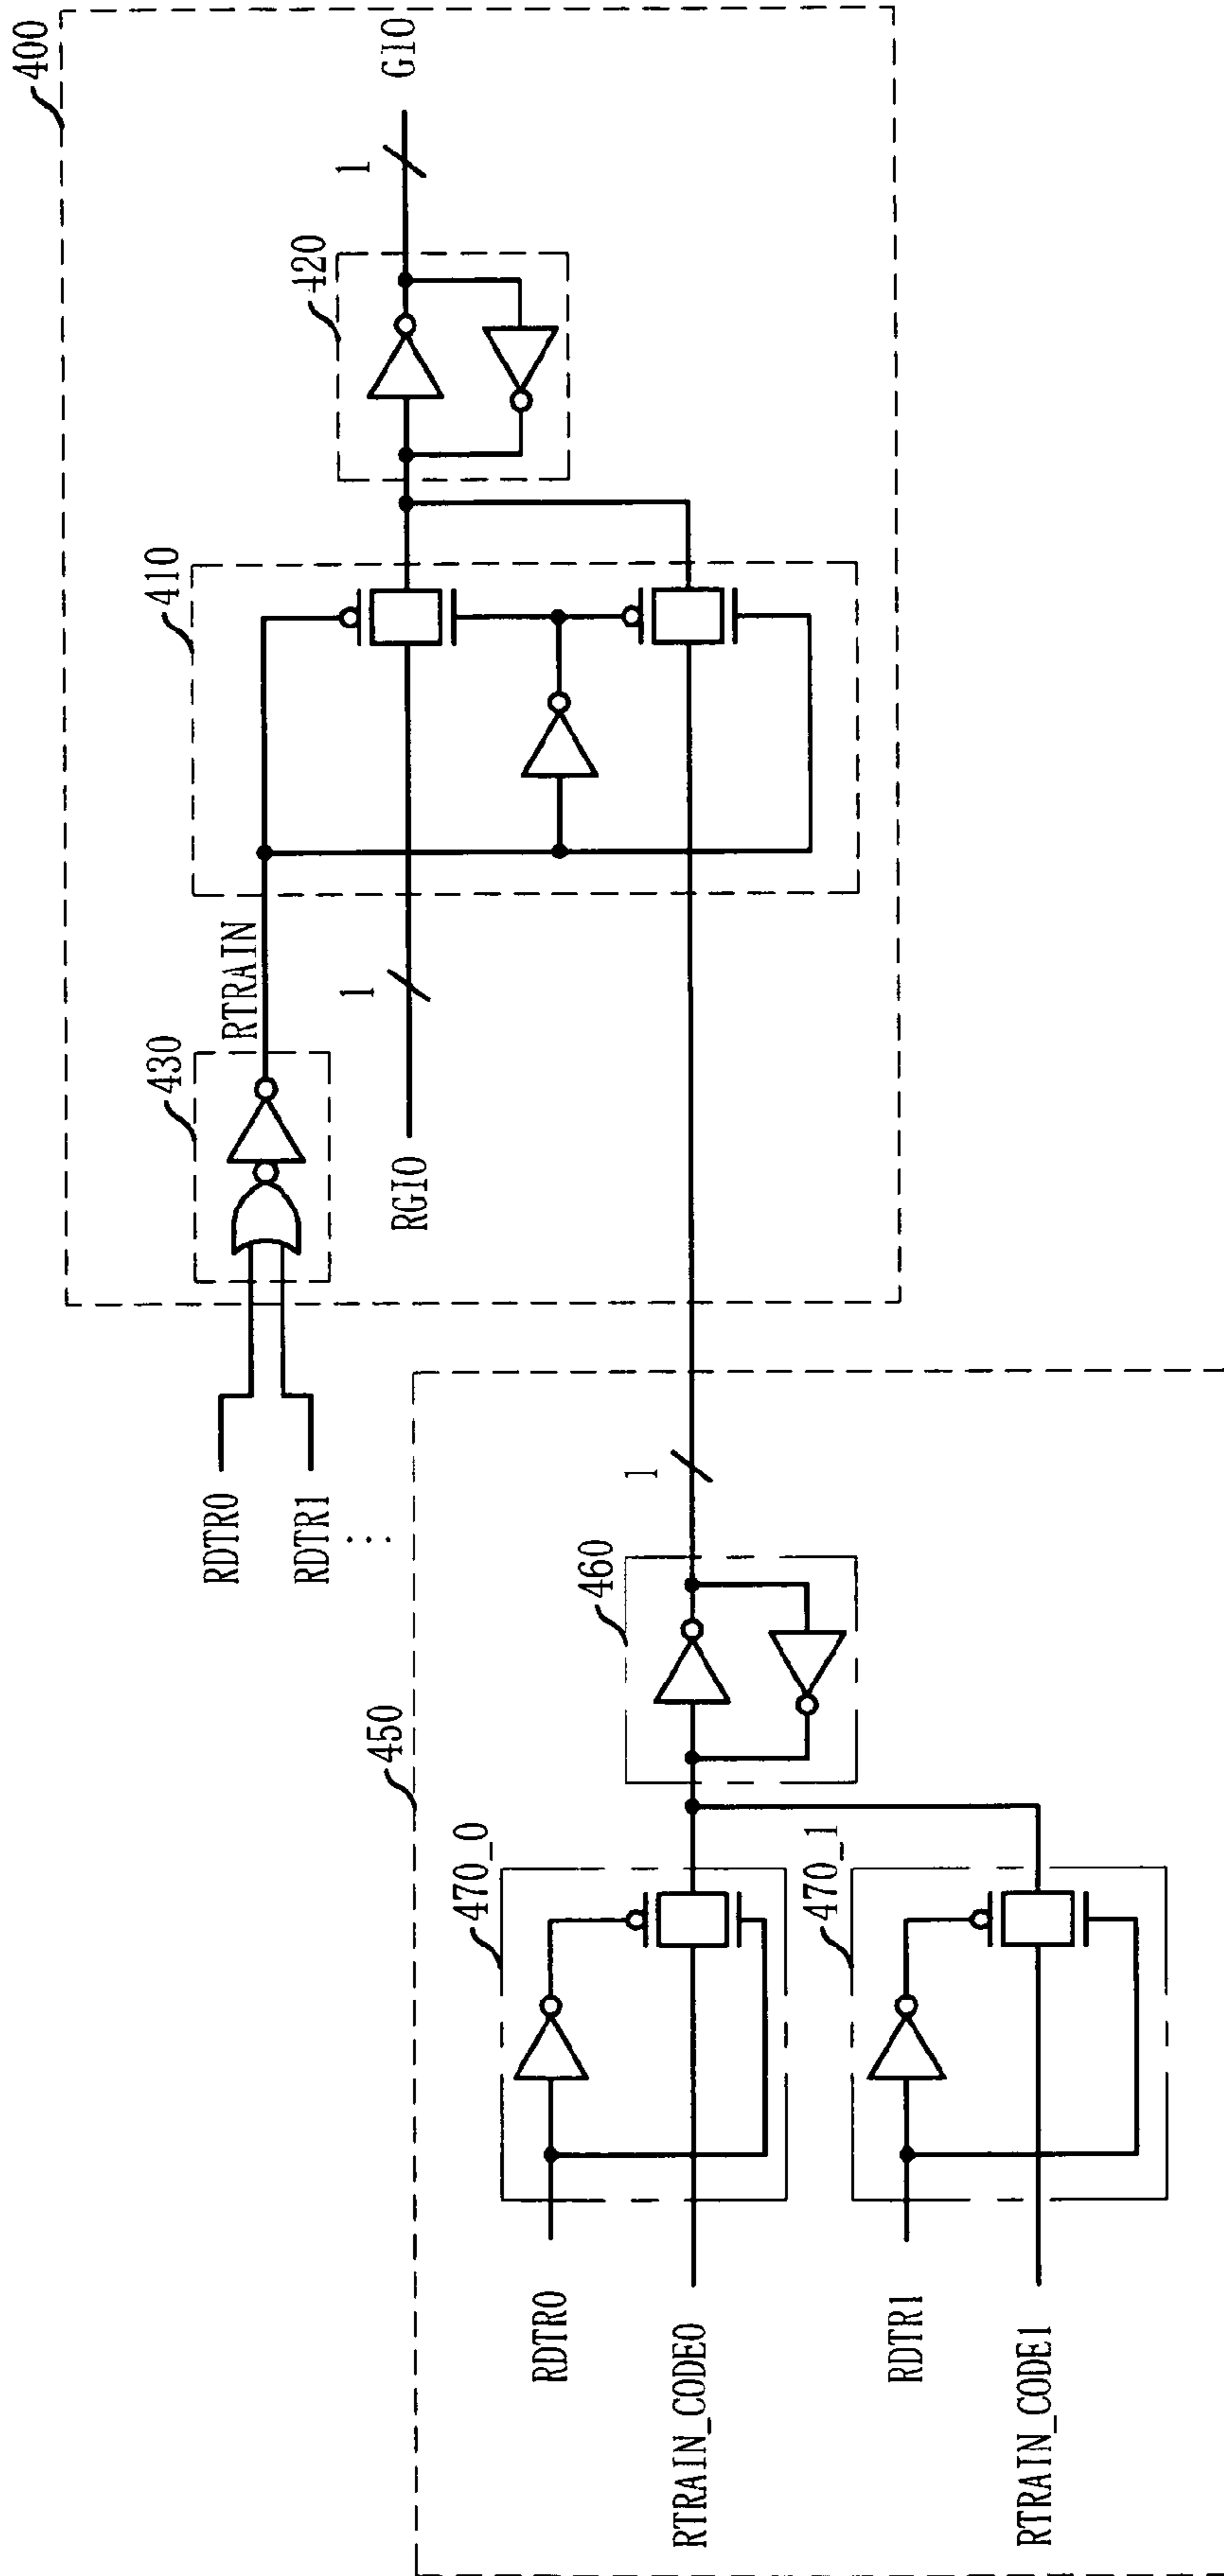 400
RDTR0
RDTR1
430
RTRAIN
410
420
1
GIO
RGIO
1
450
460
1
470_0
RDTR0
RTRAIN_CODE0
470_1
RDTR1
RTRAIN_CODE1